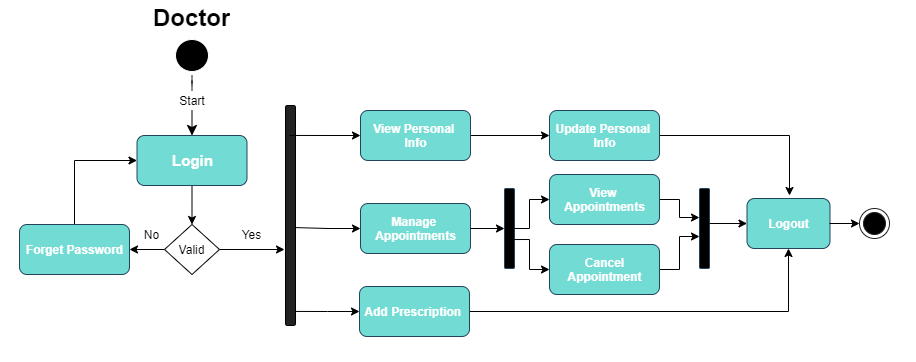 Doctor
Start
Login
Forget Password
No
Valid
Yes
View Personal
Info
Update Personal
Info
Manage
Appointments
View
Appointments
Cancel
Appointment
Add Prescription
Logout